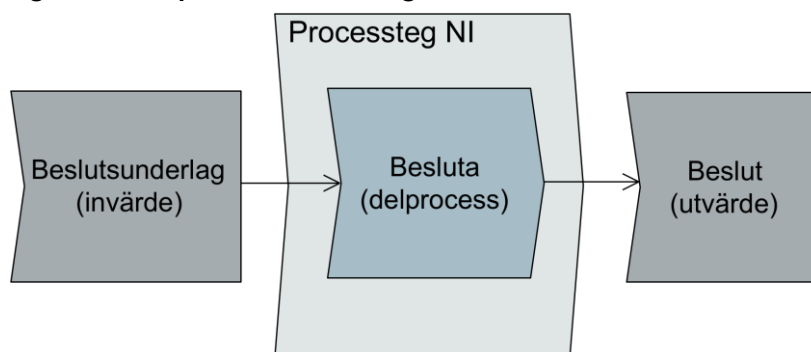 Processteg NI
Beslutsunderlag
(invärde)
Besluta
(delprocess)
Beslut
(utvärde)